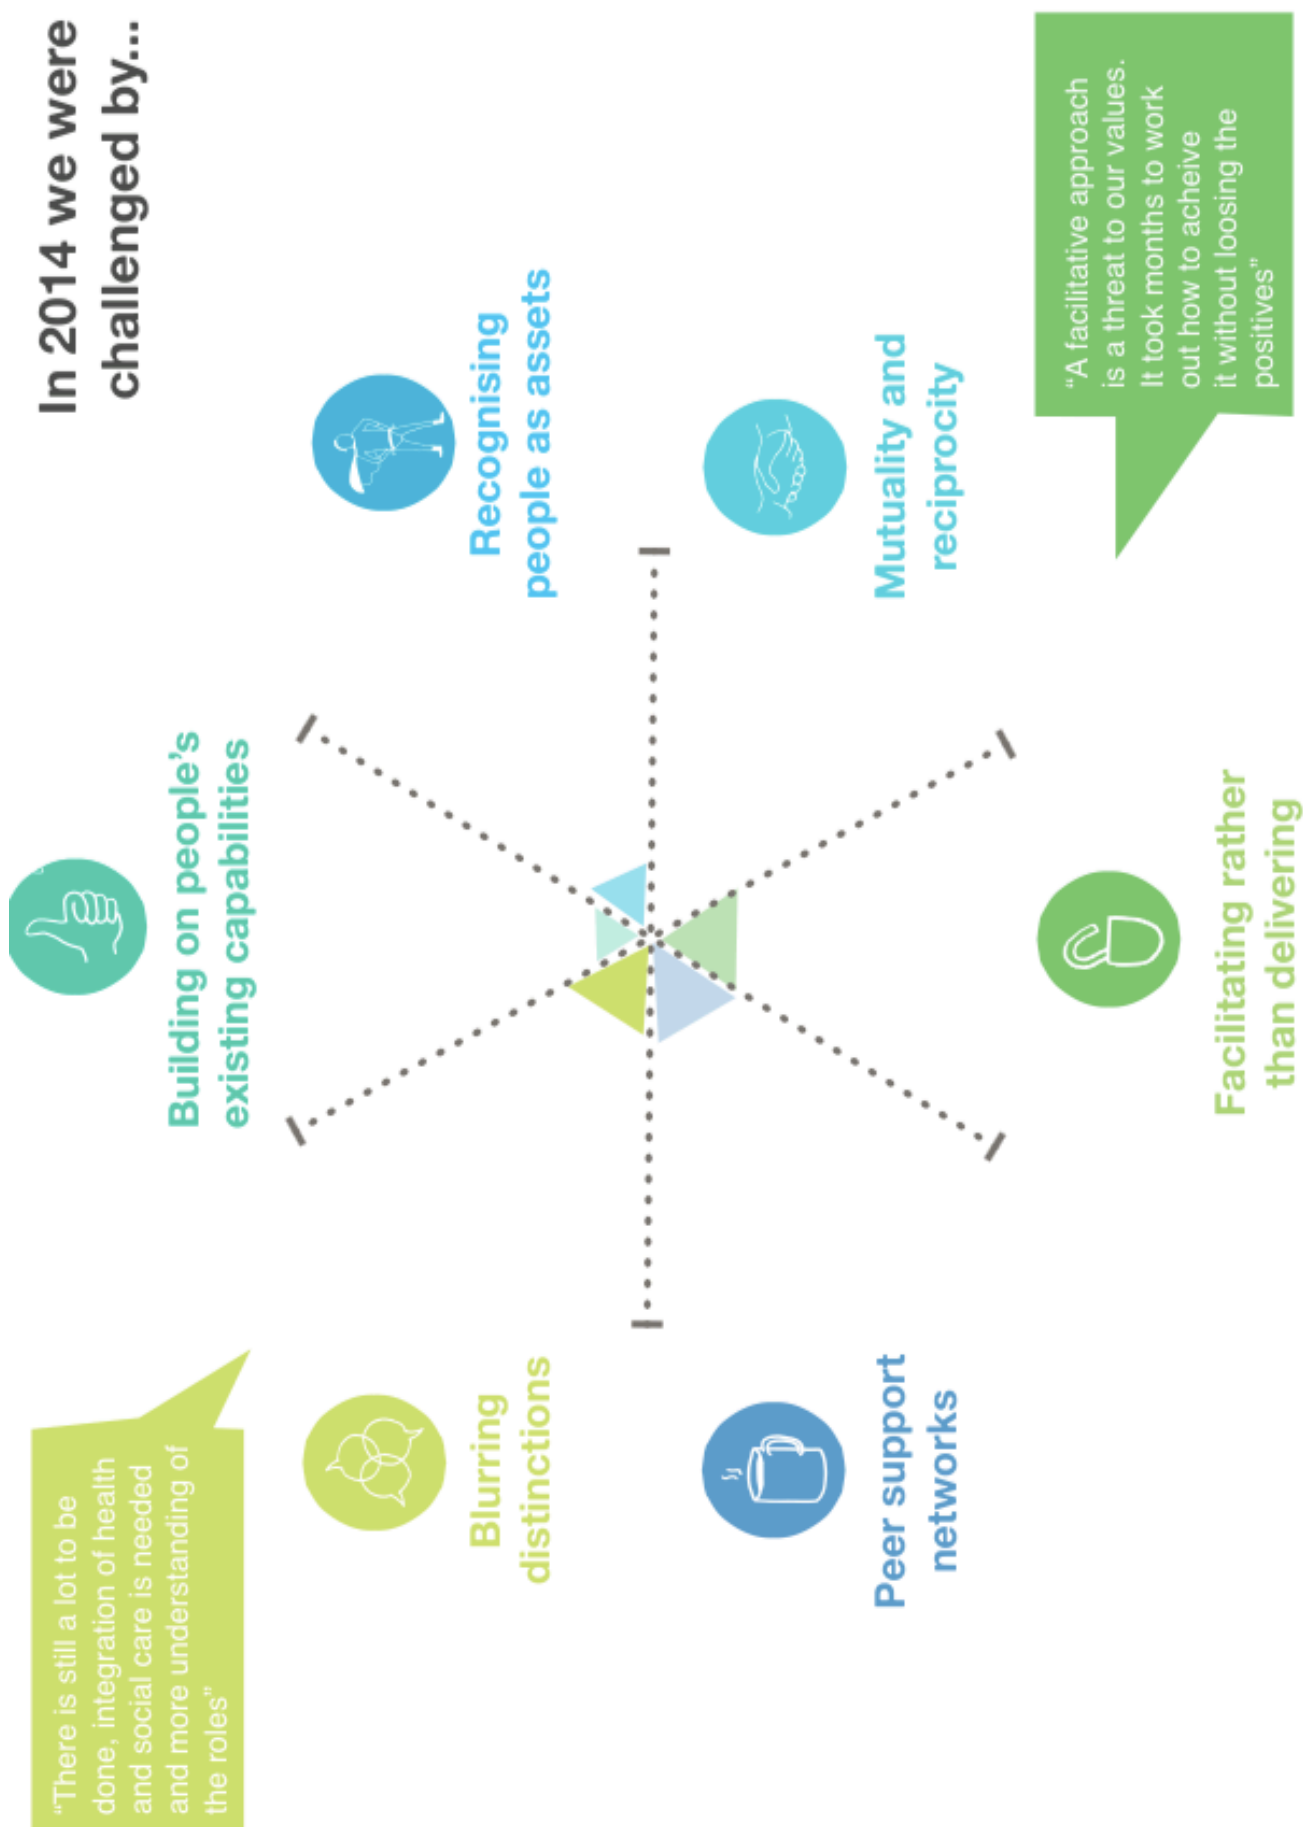 In 2014 we were
challenged by...
“There is still a lot to be
done, integration of health
and social care is needed
and more understanding of
the roles”
Building on people’s
existing capabilities
Recognising
people as assets
Blurring
distinctions
Mutuality and
reciprocity
Peer support
networks
Facilitating rather
than delivering
“A facilitative approach
is a threat to our values.
It took months to work
out how to acheive
it without loosing the
positives”